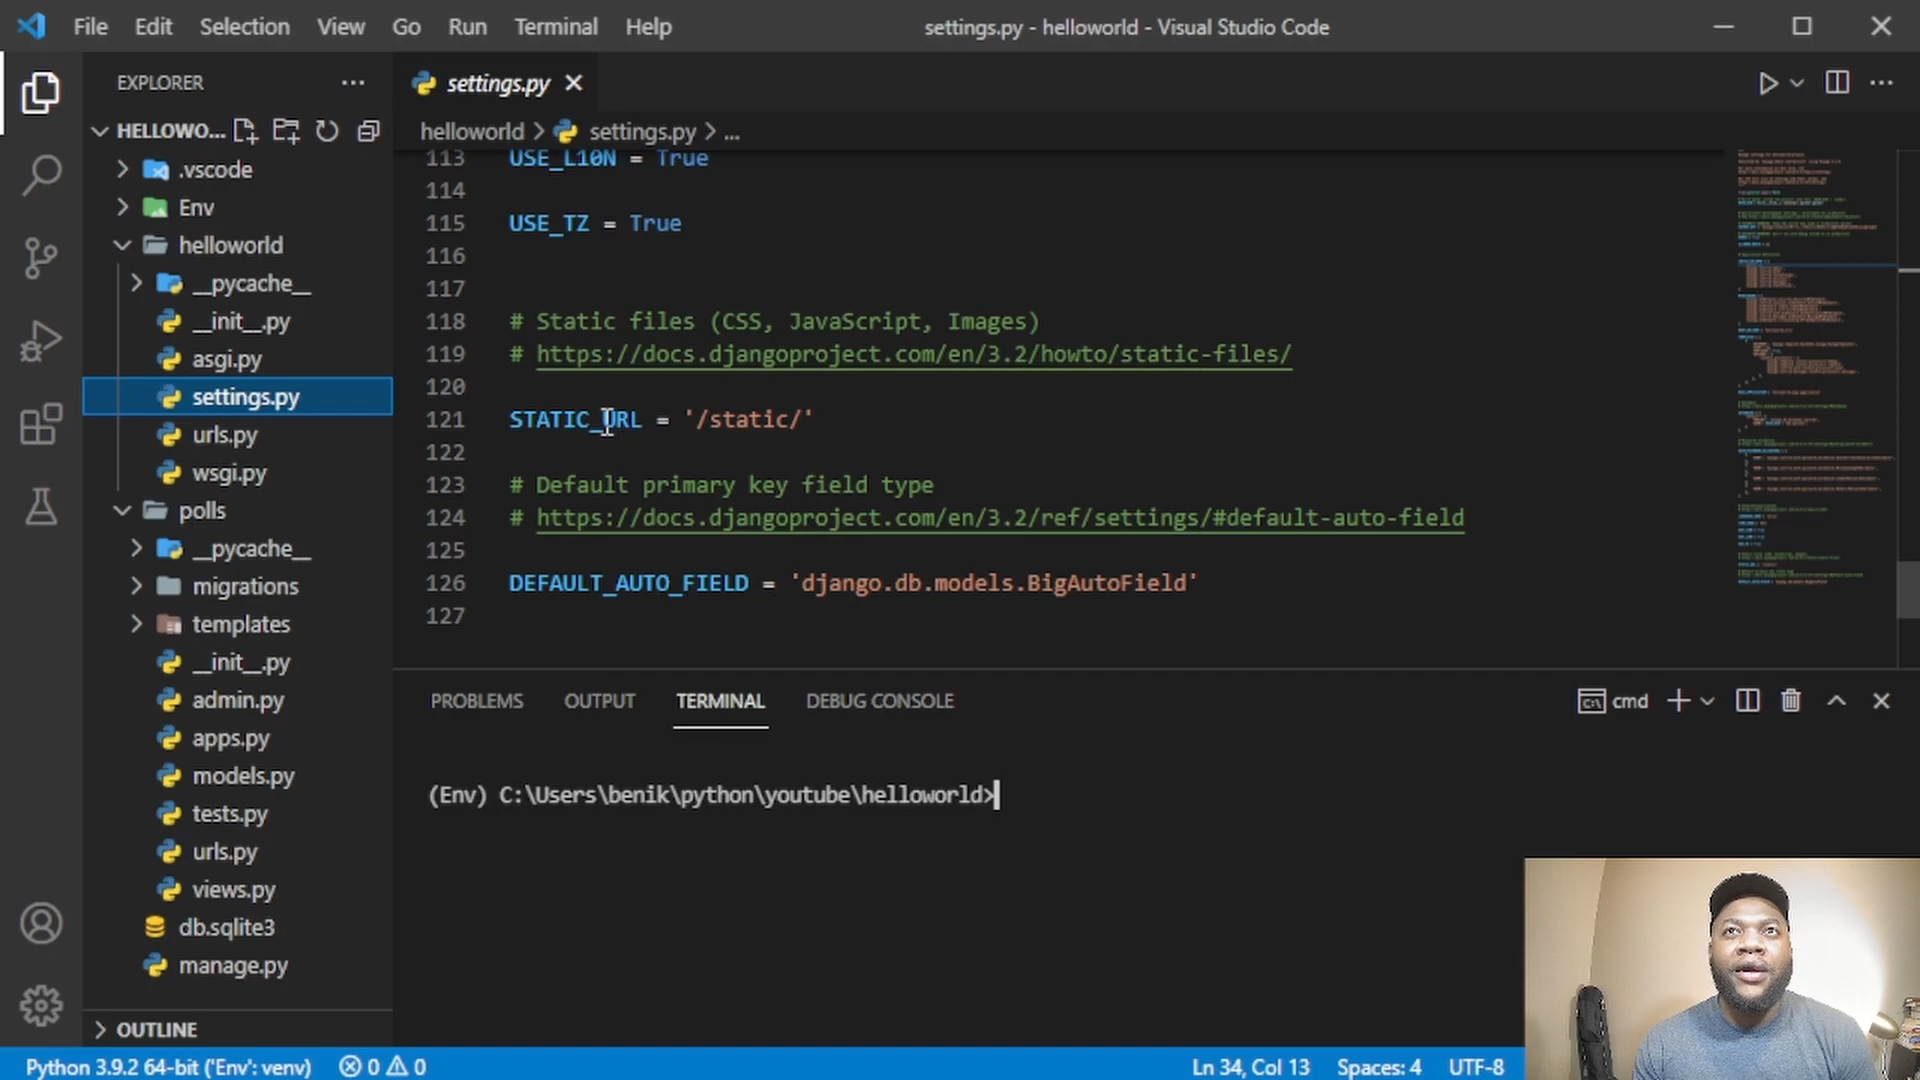 File Edit Selection View Go Run Terminal Help
settings.py - helloworld - Visual Studio Code
EXPLORER
HELLOWO...
.vscode
Env
helloworld
__pycache__
__init__.py
asgi.py
settings.py
urls.py
wsgi.py
polls
__pycache__
migrations
templates
__init__.py
admin.py
apps.py
models.py
tests.py
urls.py
views.py
db.sqlite3
manage.py
OUTLINE
settings.py
helloworld > settings.py > ...
113 USE_L10N = True
114
115 USE_TZ = True
116
117
118 # Static files (CSS, JavaScript, Images)
119 # https://docs.djangoproject.com/en/3.2/howto/static-files/
120
121 STATIC_URL = '/static/'
122
123 # Default primary key field type
124 # https://docs.djangoproject.com/en/3.2/ref/settings/#default-auto-field
125
126 DEFAULT_AUTO_FIELD = 'django.db.models.BigAutoField'
127
PROBLEMS OUTPUT TERMINAL DEBUG CONSOLE
cmd
(Env) C:\Users\benik\python\youtube\helloworld>
Python 3.9.2 64-bit ('Env': venv) 0 0 Ln 34, Col 13 Spaces: 4 UTF-8